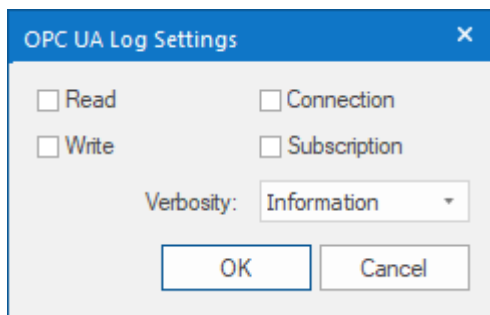 OPC UA Log Settings
Read Connection
Write Subscription
Verbosity: Information
OK Cancel